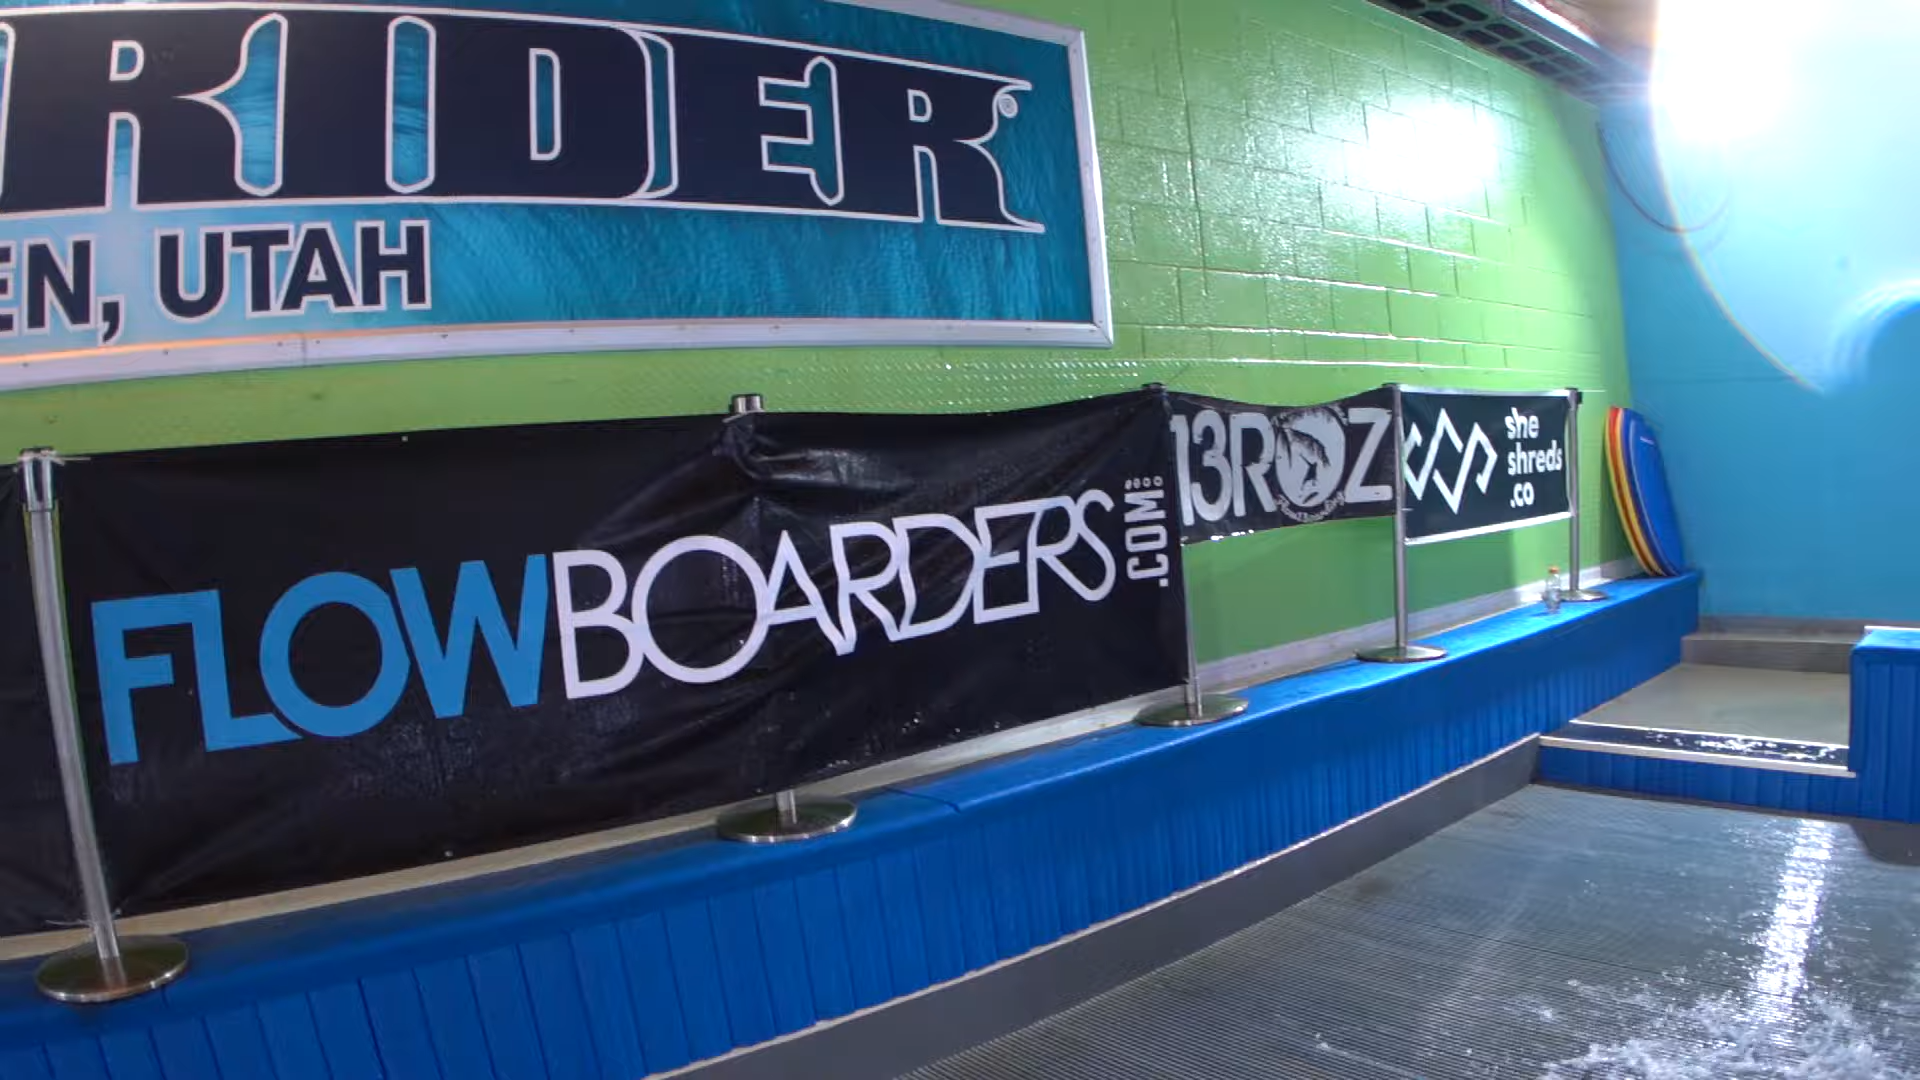 RIDER®
EN, UTAH
FLOWBOARDERS.COM
13ROZ
she
shreds
.co